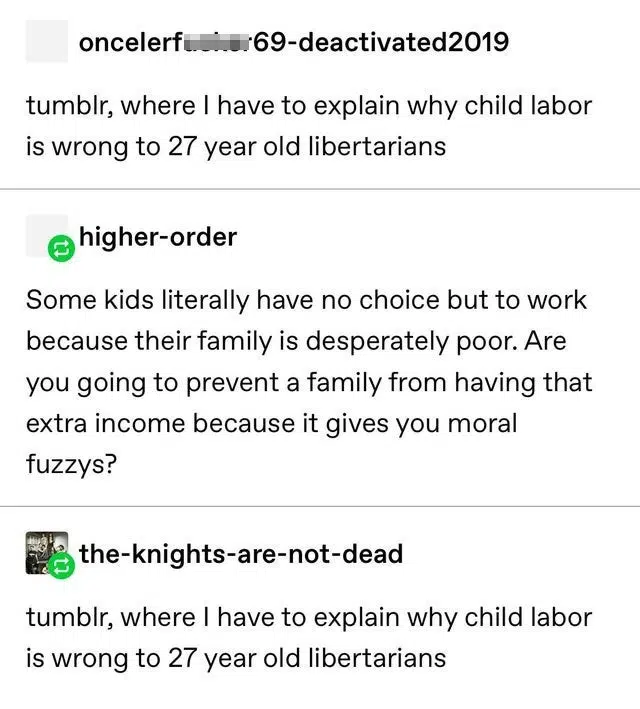 69-deactivated2019
tumblr, where I have to explain why child labor
is wrong to 27 year old libertarians
higher-order
Some kids literally have no choice but to work
because their family is desperately poor. Are
you going to prevent a family from having that
extra income because it gives you moral
fuzzys?
the-knights-are-not-dead
tumblr, where I have to explain why child labor
is wrong to 27 year old libertarians